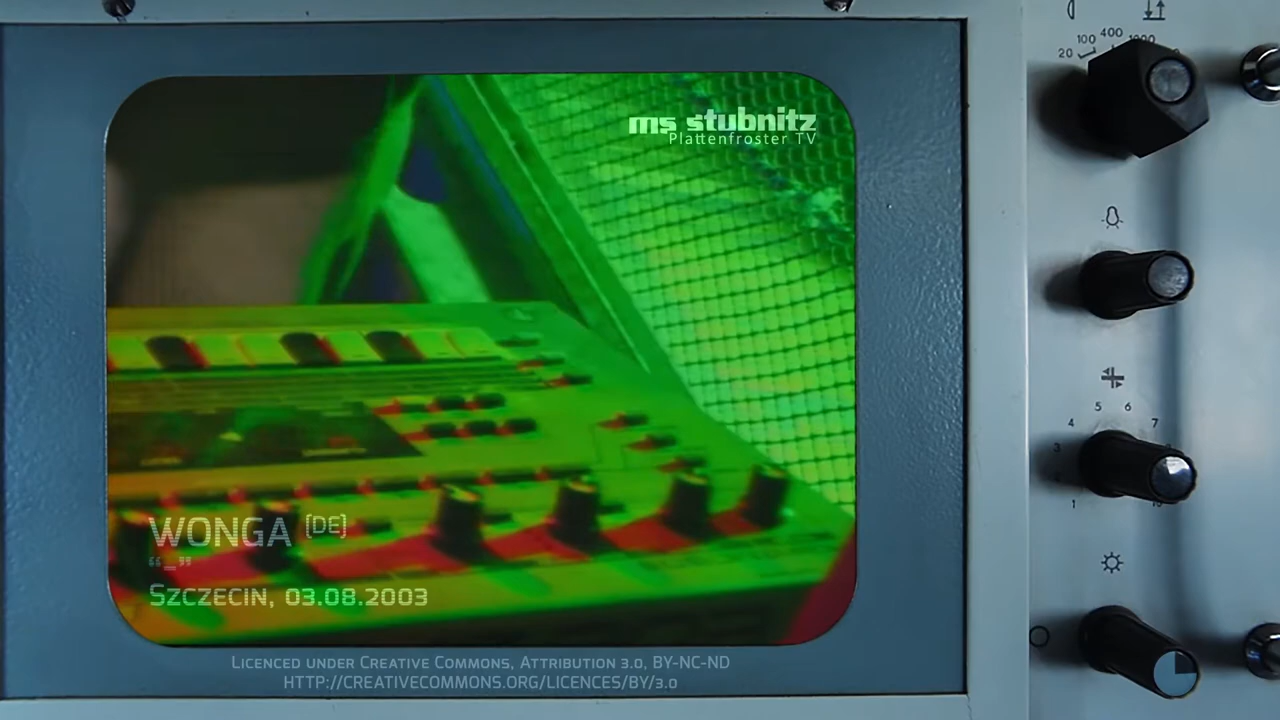 ms stubnitz
Plattenfroster TV
20 100 400 1000
4 5 6 7
3
1 10
WONGA [DE]
"_"
Szczecin, 03.08.2003
Licenced under Creative Commons, Attribution 3.0, BY-NC-ND
http://creativecommons.org/licences/by/3.0